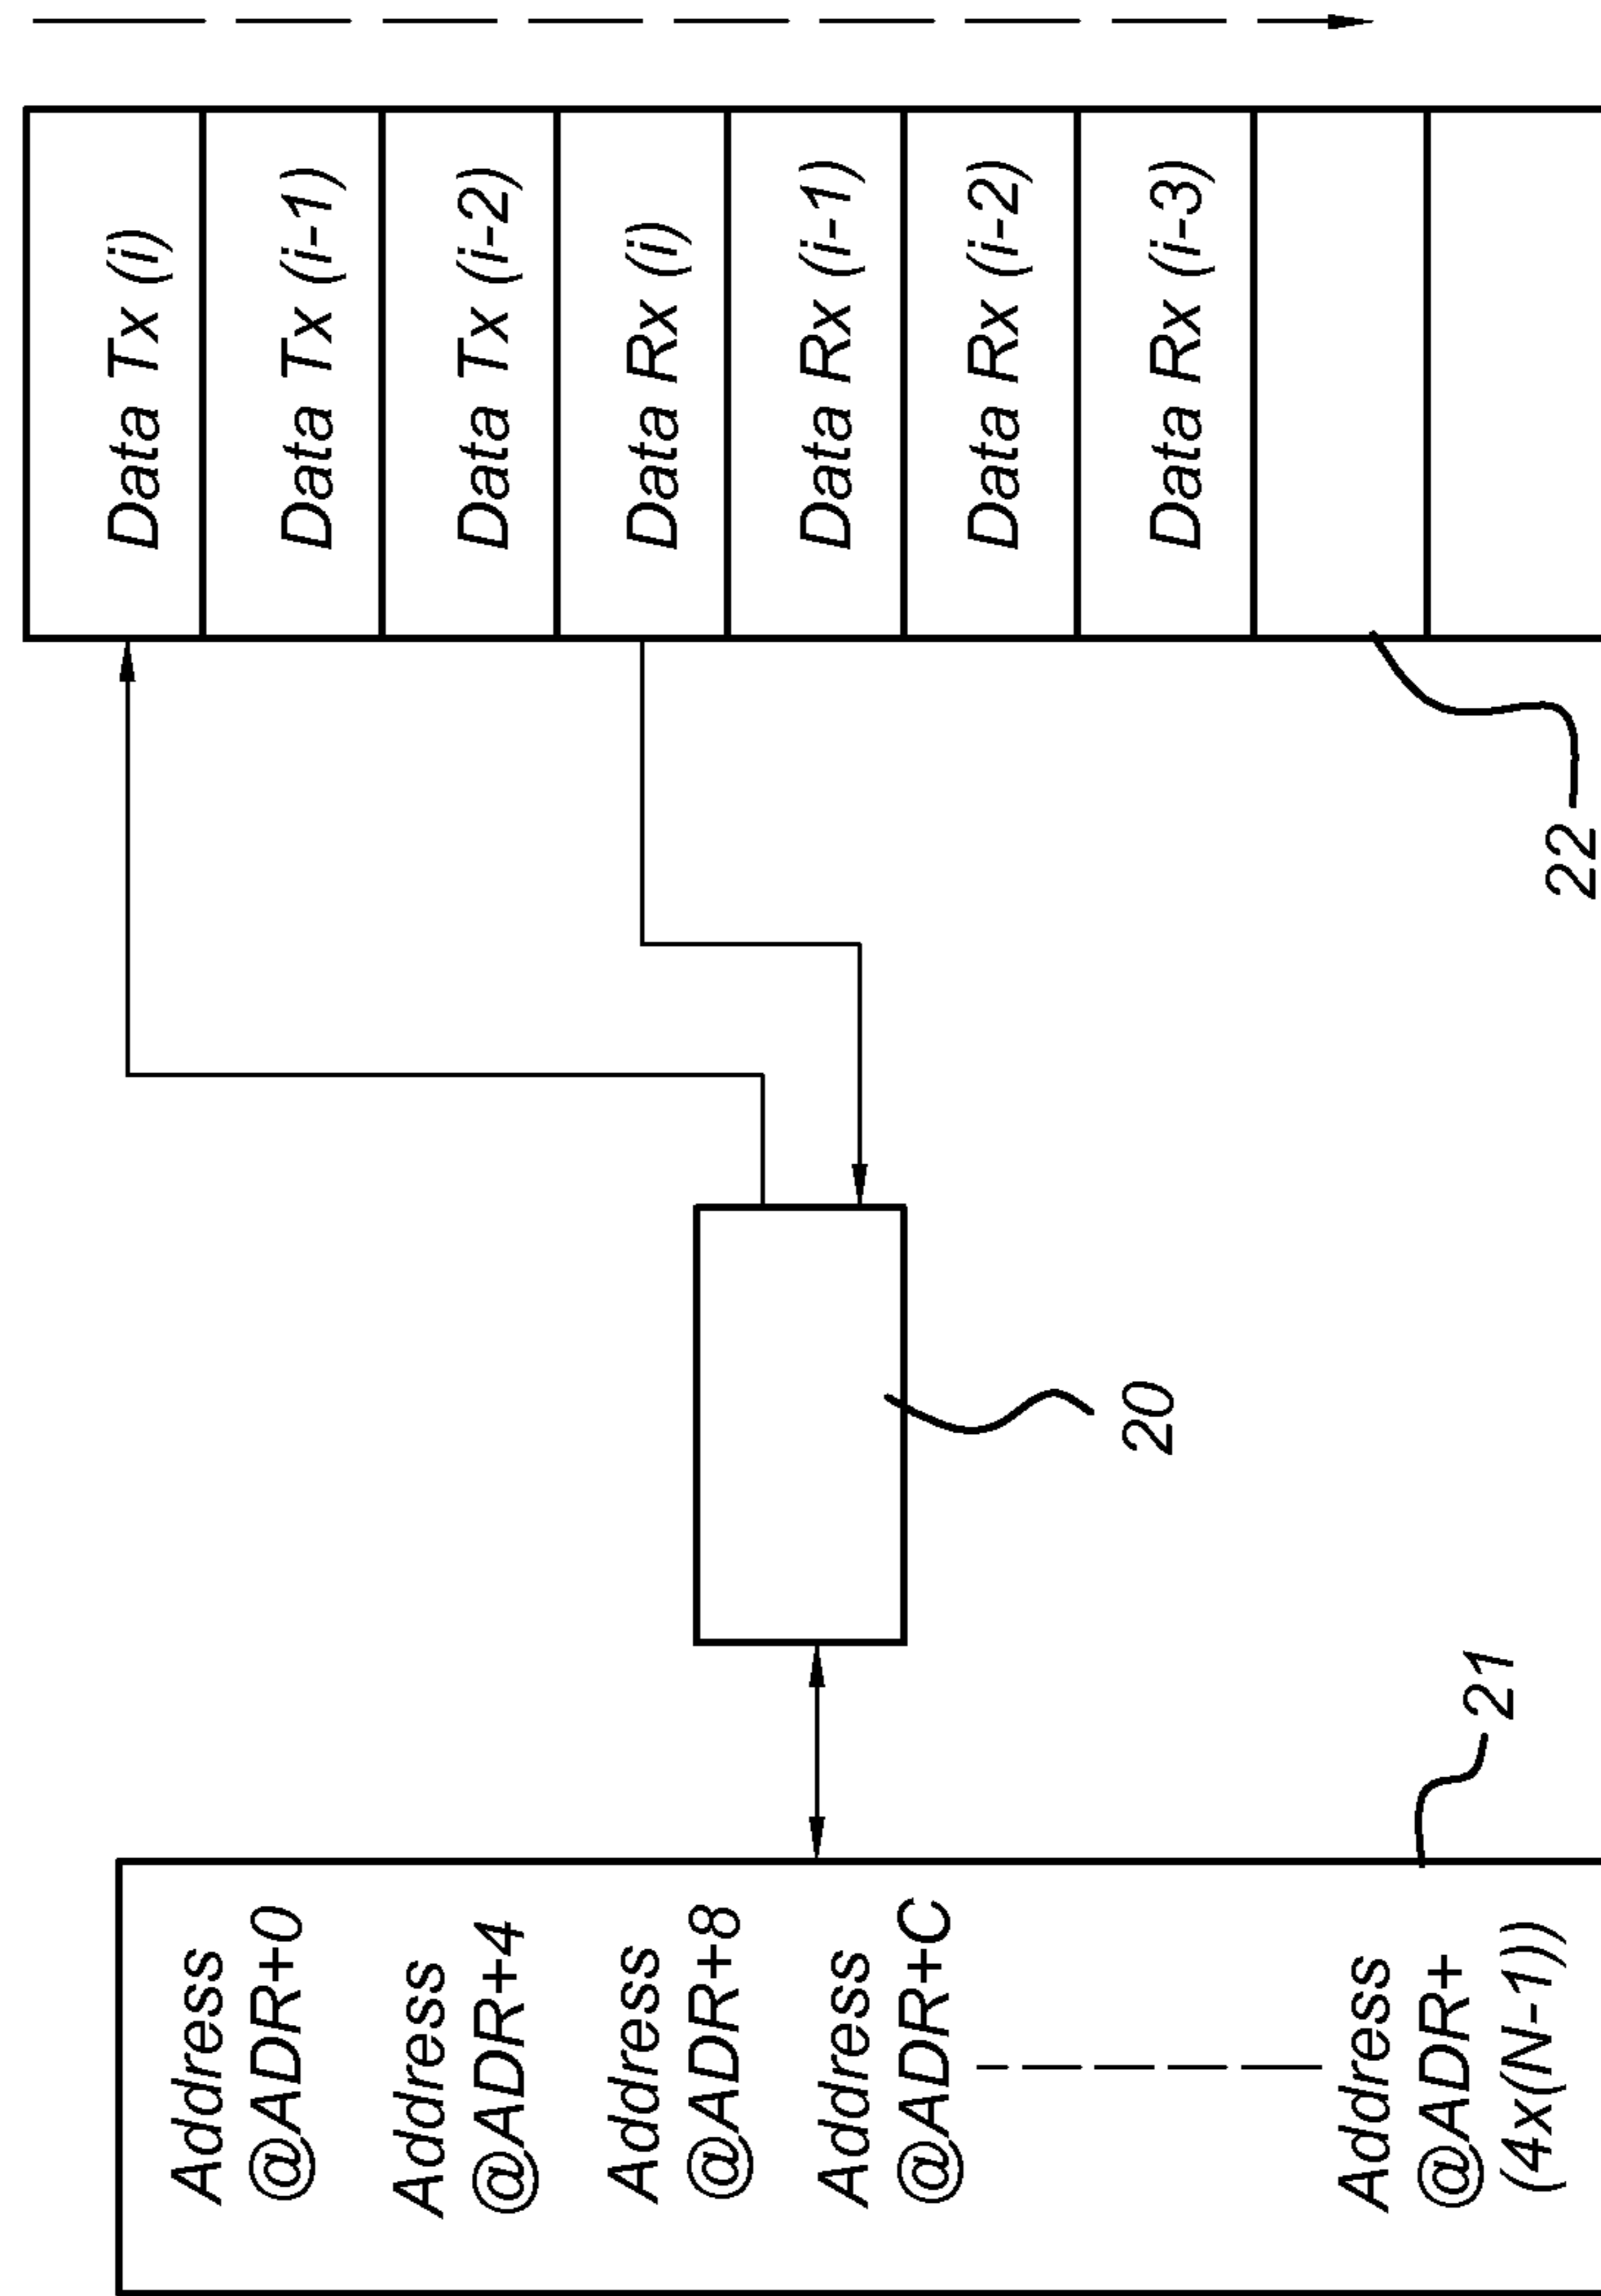 Address
@ADR+0
Address
@ADR+4
Address
@ADR+8
Address
@ADR+C
Address
@ADR+
(4x(N-1))
21
20
Data Tx (i)
Data Tx (i-1)
Data Tx (i-2)
Data Rx (i)
Data Rx (i-1)
Data Rx (i-2)
Data Rx (i-3)
22